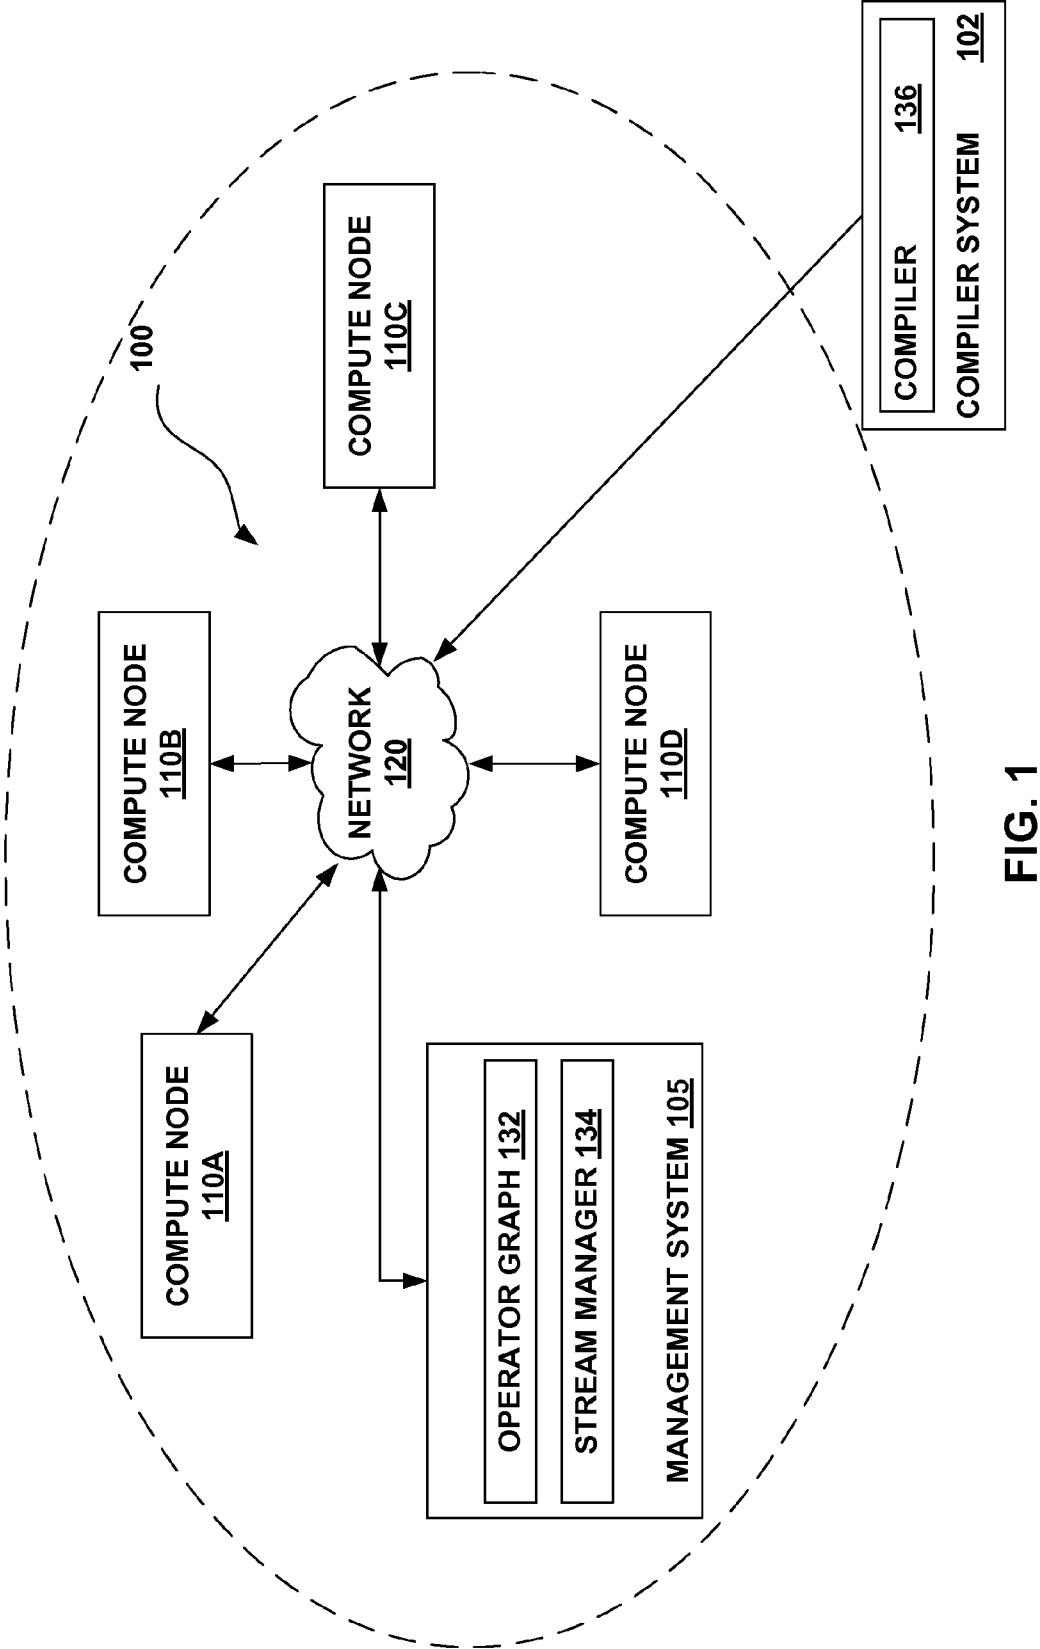 100
COMPUTE NODE
110A
COMPUTE NODE
110B
COMPUTE NODE
110C
NETWORK
120
OPERATOR GRAPH 132
STREAM MANAGER 134
MANAGEMENT SYSTEM 105
COMPUTE NODE
110D
COMPILER 136
COMPILER SYSTEM 102
FIG. 1